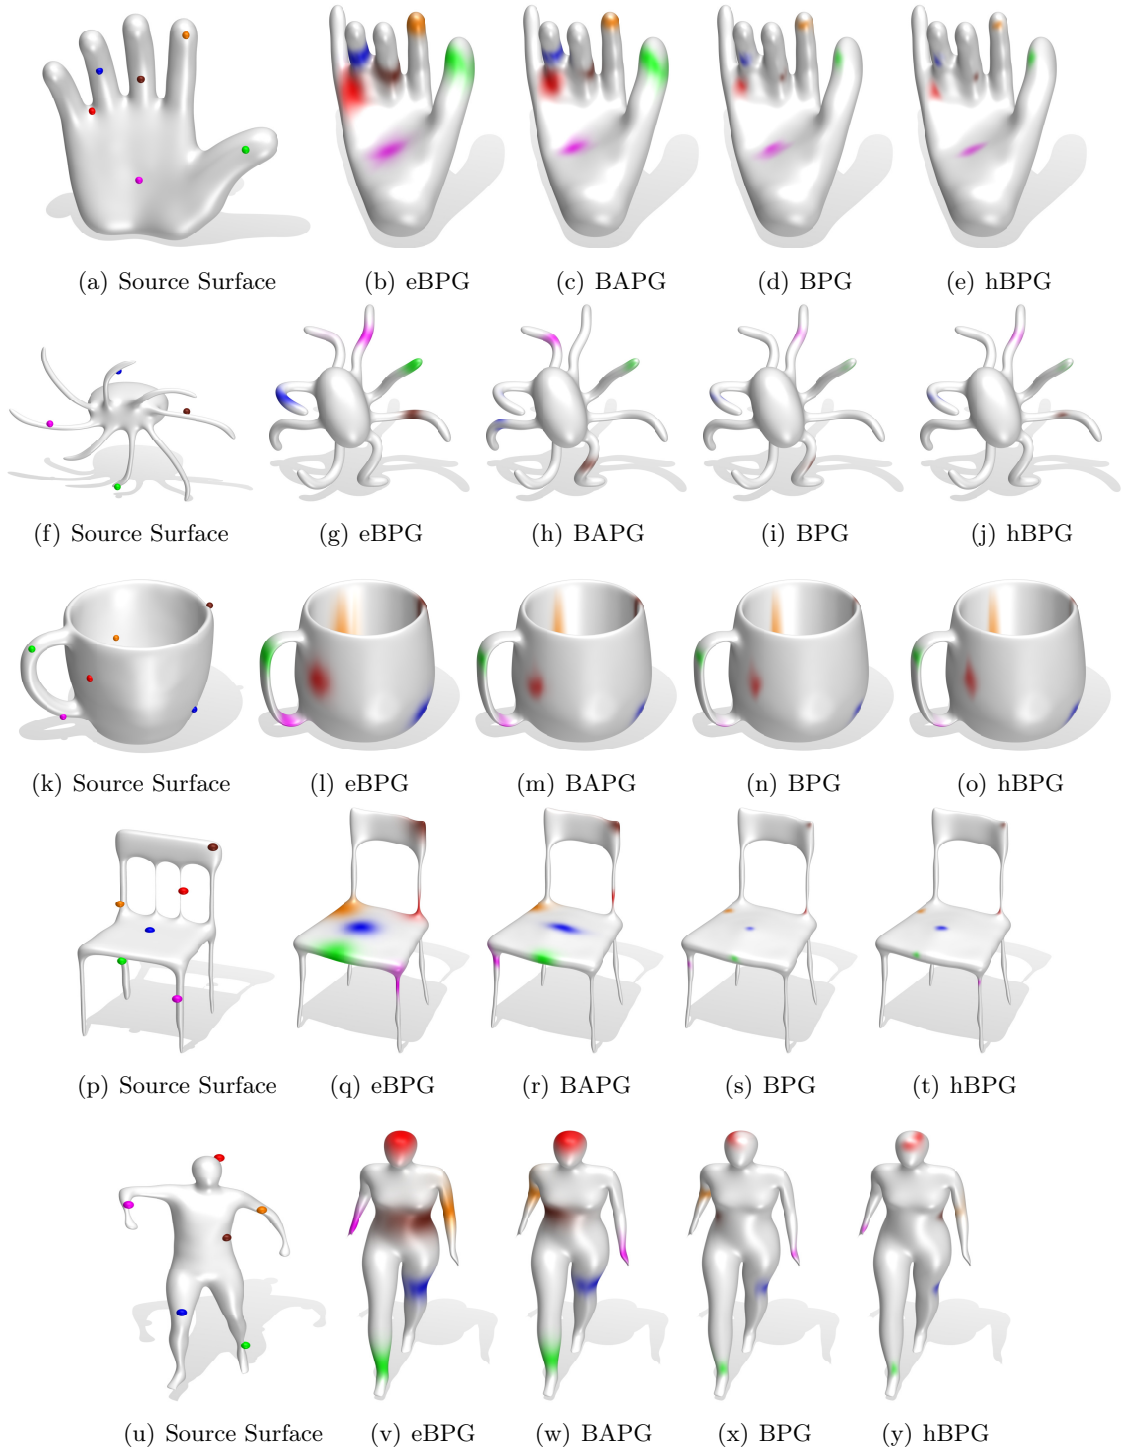 (a) Source Surface (b) eBPG (c) BAPG (d) BPG (e) hBPG
(f) Source Surface (g) eBPG (h) BAPG (i) BPG (j) hBPG
(k) Source Surface (l) eBPG (m) BAPG (n) BPG (o) hBPG
(p) Source Surface (q) eBPG (r) BAPG (s) BPG (t) hBPG
(u) Source Surface (v) eBPG (w) BAPG (x) BPG (y) hBPG